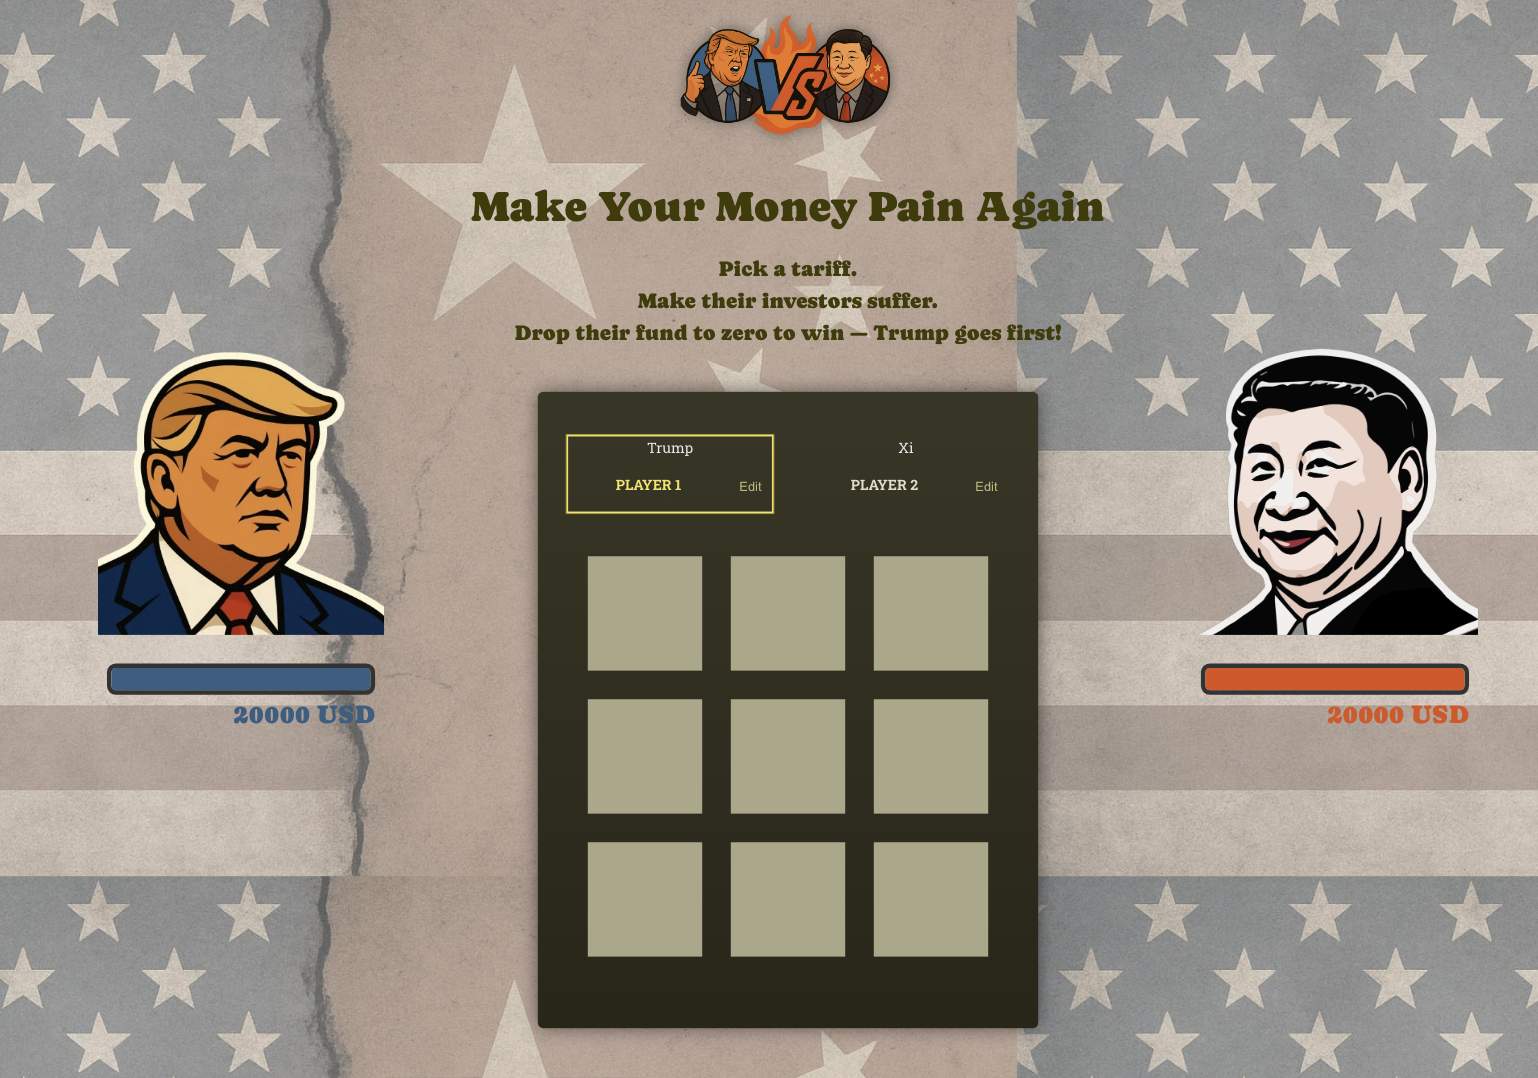 VS
Make Your Money Pain Again
Pick a tariff.
Make their investors suffer.
Drop their fund to zero to win — Trump goes first!
Trump
PLAYER 1 Edit
Xi
PLAYER 2 Edit
20000 USD
20000 USD